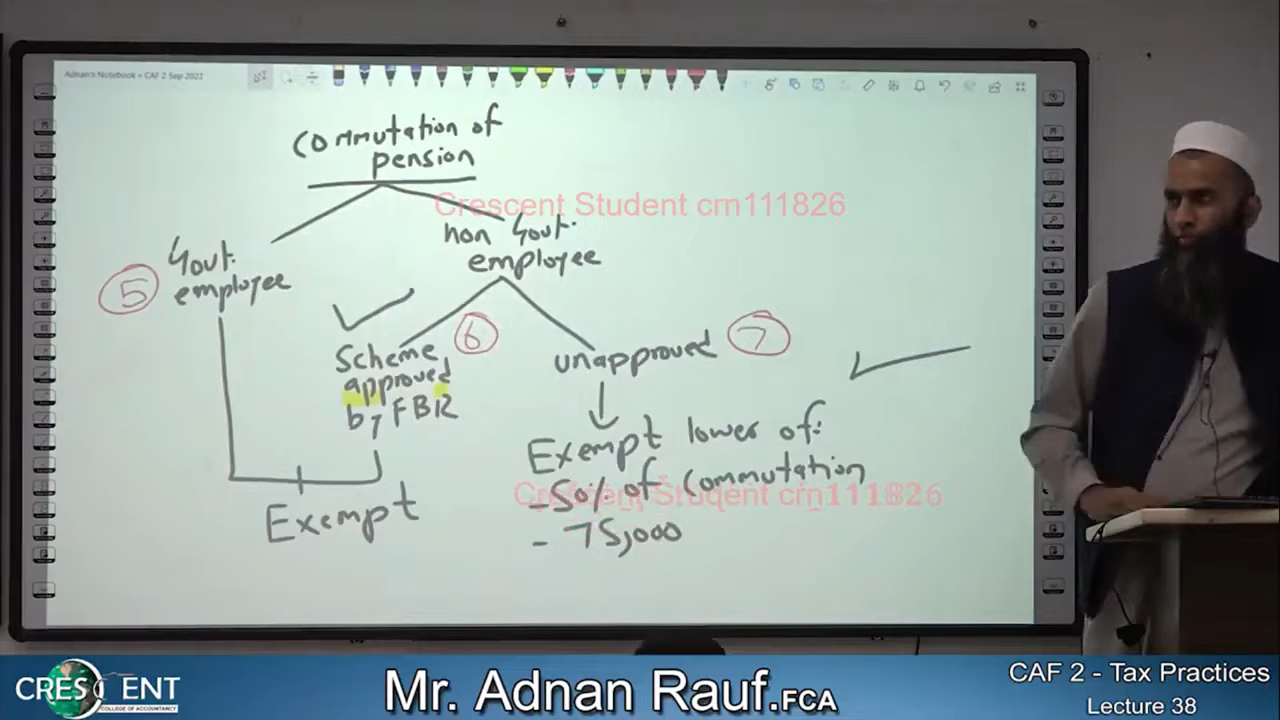 Adnan's Notebook • CAF 2 Sep 2022
Commutation of
pension
Crescent Student crn111826
Govt.
employee
5
non Govt.
employee
Scheme
approved
by FBR
6
unapproved
7
Exempt
Exempt lower of:
- 50% of Commutation
Crescent Student crn111826
- 75,000
CRESCENT
COLLEGE OF ACCOUNTANCY
Mr. Adnan Rauf.FCA
CAF 2 - Tax Practices
Lecture 38